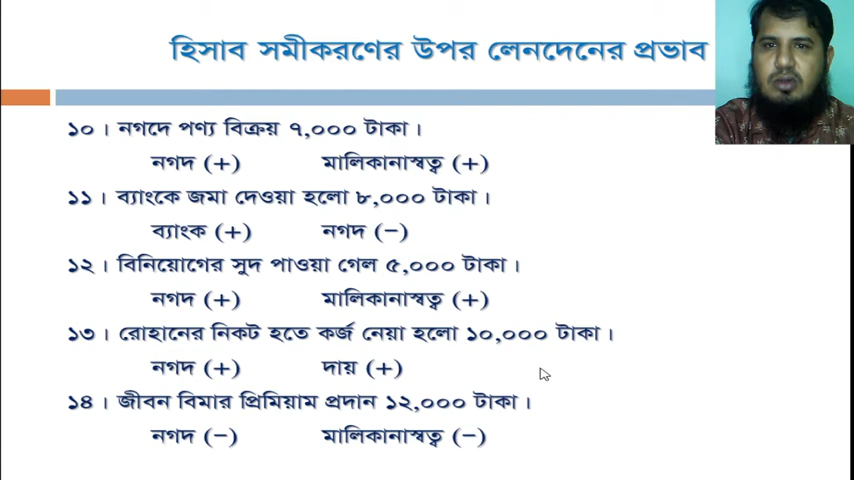 হিসাব সমীকরণের উপর লেনদেনের প্রভাব
১০। নগদে পণ্য বিক্রয় ৭,০০০ টাকা।
নগদ (+) মালিকানাস্বত্ব (+)
১১। ব্যাংকে জমা দেওয়া হলো ৮,০০০ টাকা।
ব্যাংক (+) নগদ (−)
১২। বিনিয়োগের সুদ পাওয়া গেল ৫,০০০ টাকা।
নগদ (+) মালিকানাস্বত্ব (+)
১৩। রোহানের নিকট হতে কর্জ নেয়া হলো ১০,০০০ টাকা।
নগদ (+) দায় (+)
১৪। জীবন বিমার প্রিমিয়াম প্রদান ১২,০০০ টাকা।
নগদ (−) মালিকানাস্বত্ব (−)